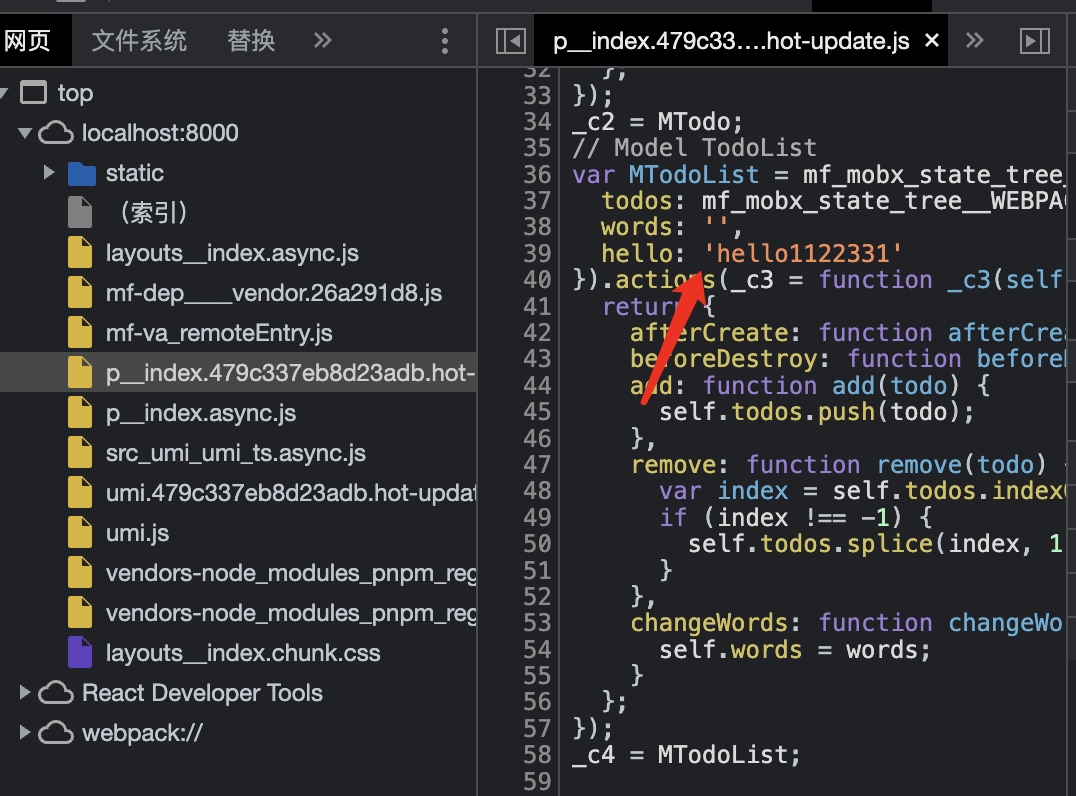 网页 文件系统 替换
top
localhost:8000
static
（索引）
layouts__index.async.js
mf-dep____vendor.26a291d8.js
mf-va_remoteEntry.js
p__index.479c337eb8d23adb.hot-
p__index.async.js
src_umi_umi_ts.async.js
umi.479c337eb8d23adb.hot-updat
umi.js
vendors-node_modules_pnpm_reg
vendors-node_modules_pnpm_reg
layouts__index.chunk.css
React Developer Tools
webpack://
p__index.479c33….hot-update.js ×
32 };
33 });
34 _c2 = MTodo;
35 // Model TodoList
36 var MTodoList = mf_mobx_state_tree_
37 todos: mf_mobx_state_tree__WEBPA
38 words: '',
39 hello: 'hello1122331'
40 }).actions(_c3 = function _c3(self
41 return {
42 afterCreate: function afterCrea
43 beforeDestroy: function before
44 add: function add(todo) {
45 self.todos.push(todo);
46 },
47 remove: function remove(todo) {
48 var index = self.todos.index
49 if (index !== -1) {
50 self.todos.splice(index, 1
51 }
52 },
53 changeWords: function changeWo
54 self.words = words;
55 }
56 };
57 });
58 _c4 = MTodoList;
59